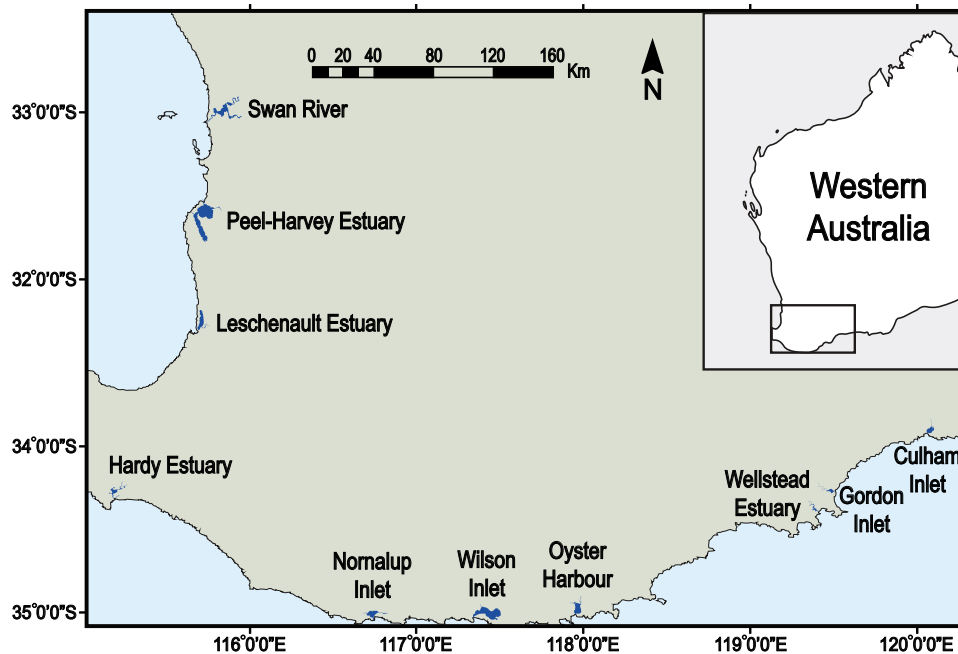 0 20 40 80 120 160
Km
N
33°0'0"S
Swan River
Western
Australia
Peel-Harvey Estuary
32°0'0"S
Leschenault Estuary
34°0'0"S
Hardy Estuary
Culham
Inlet
Wellstead
Estuary
Gordon
Inlet
Nornalup
Inlet
Wilson
Inlet
Oyster
Harbour
35°0'0"S
116°0'0"E
117°0'0"E
118°0'0"E
119°0'0"E
120°0'0"E